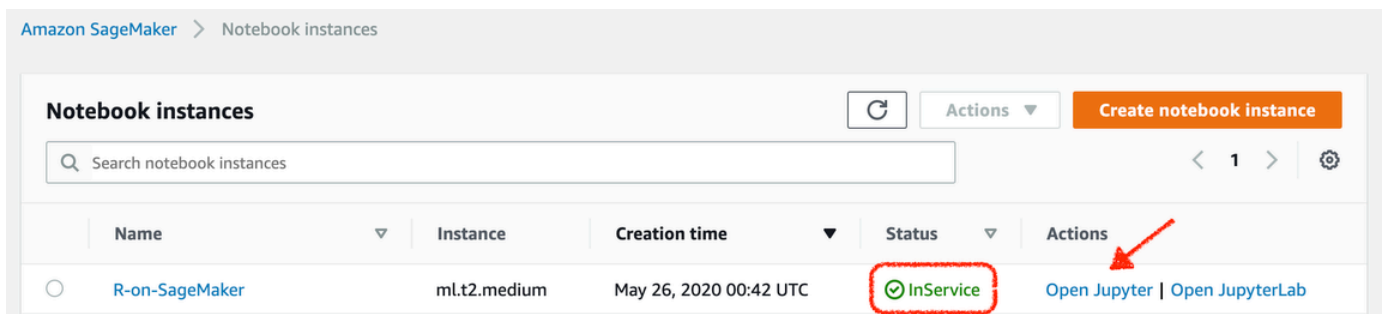 Amazon SageMaker > Notebook instances
Notebook instances Actions Create notebook instance
Search notebook instances < 1 >
Name Instance Creation time Status Actions
R-on-SageMaker ml.t2.medium May 26, 2020 00:42 UTC InService Open Jupyter | Open JupyterLab